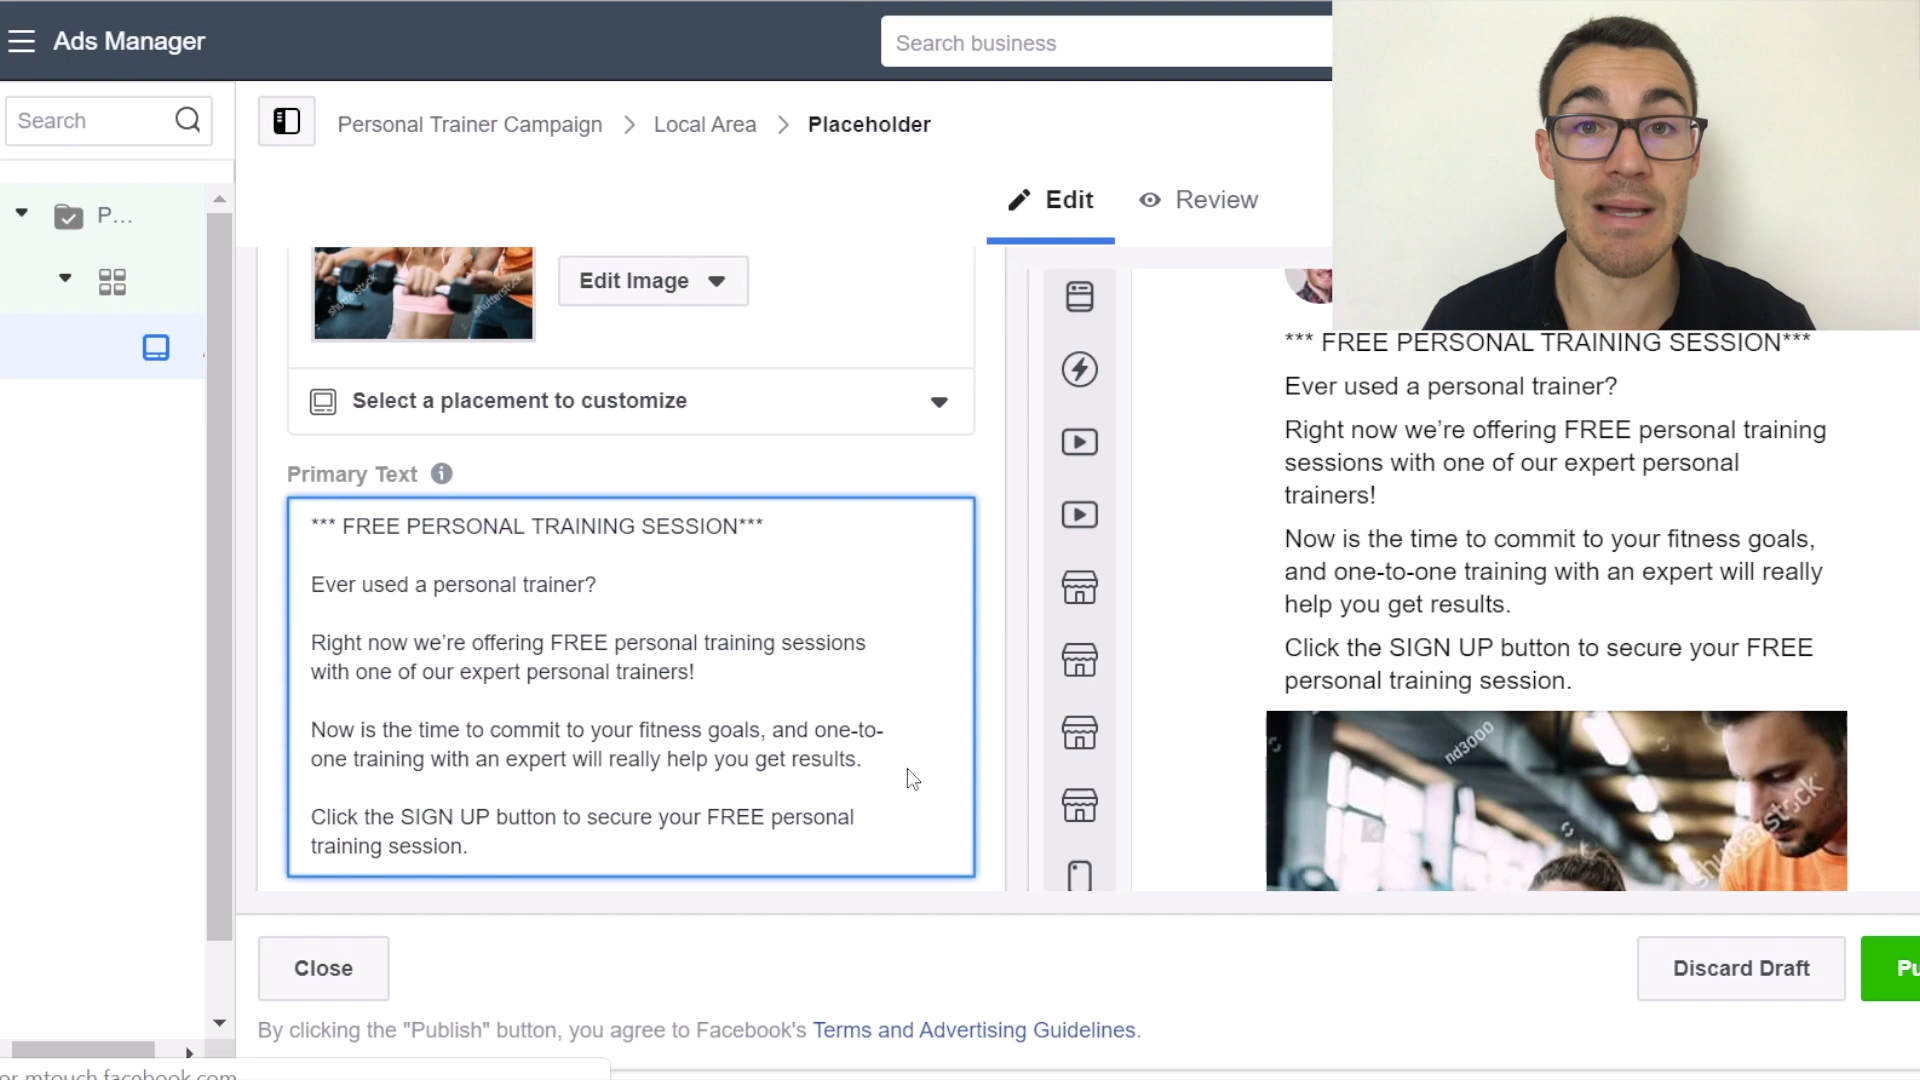 Ads Manager
Search business
Search
Personal Trainer Campaign
Local Area
Placeholder
P...
Edit
Review
Edit Image
shutterstock
shutterstock
Select a placement to customize
Primary Text
*** FREE PERSONAL TRAINING SESSION***
Ever used a personal trainer?
Right now we’re offering FREE personal training sessions
with one of our expert personal trainers!
Now is the time to commit to your fitness goals, and one-to-
one training with an expert will really help you get results.
Click the SIGN UP button to secure your FREE personal
training session.
*** FREE PERSONAL TRAINING SESSION***
Ever used a personal trainer?
Right now we’re offering FREE personal training
sessions with one of our expert personal
trainers!
Now is the time to commit to your fitness goals,
and one-to-one training with an expert will really
help you get results.
Click the SIGN UP button to secure your FREE
personal training session.
nd3000
shutterstock
Close
Discard Draft
Pu
By clicking the "Publish" button, you agree to Facebook's Terms and Advertising Guidelines.
or-mtouch.facebook.com